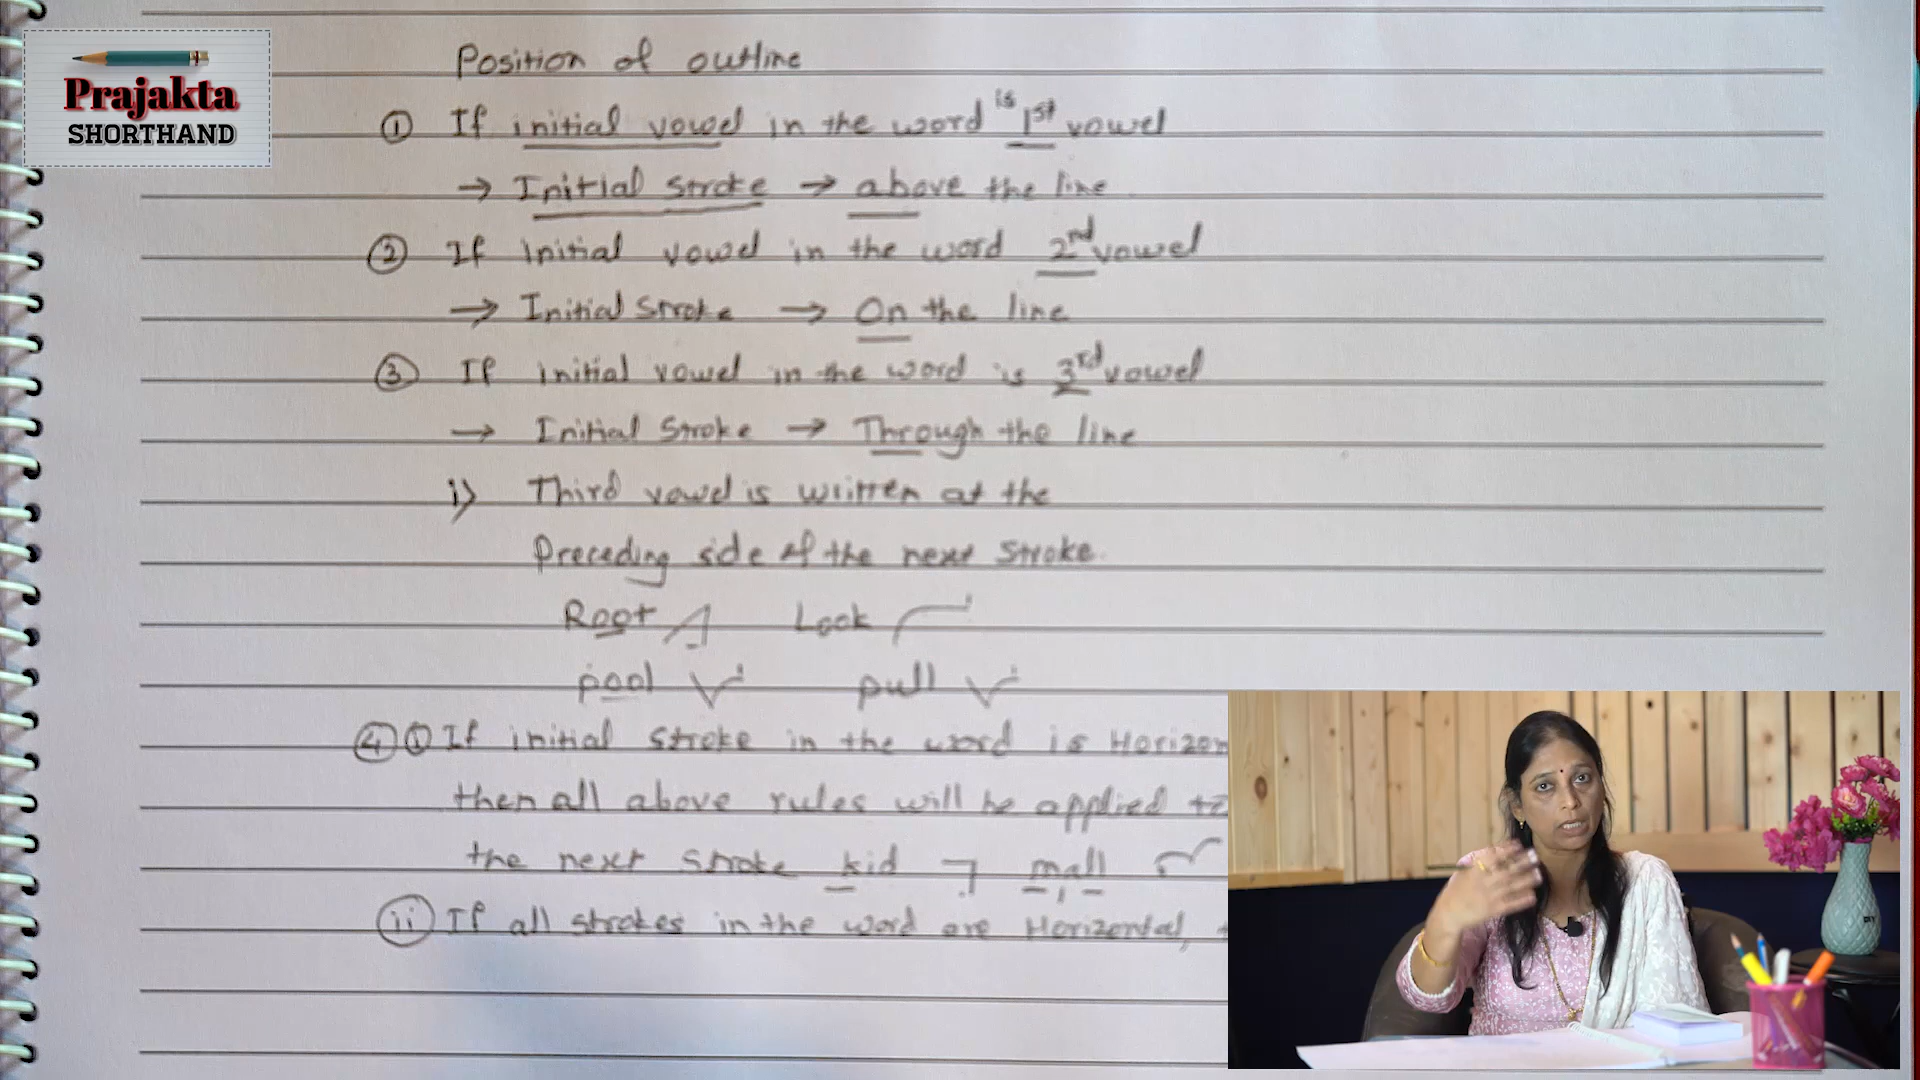 Prajakta
SHORTHAND
Position of outline
① If initial vowel in the word is 1st vowel
→ Initial Stroke → above the line
② If initial vowel in the word 2nd vowel
→ Initial Stroke → On the line
③ If initial vowel in the word is 3rd vowel
→ Initial Stroke → Through the line
i) Third vowel is written at the
Preceding side of the next stroke.
Root Look
pool pull
④ ① If initial stroke in the word is Horizon
then all above rules will be applied to
the next stroke kid mall
ii) If all strokes in the word are Horizontal,